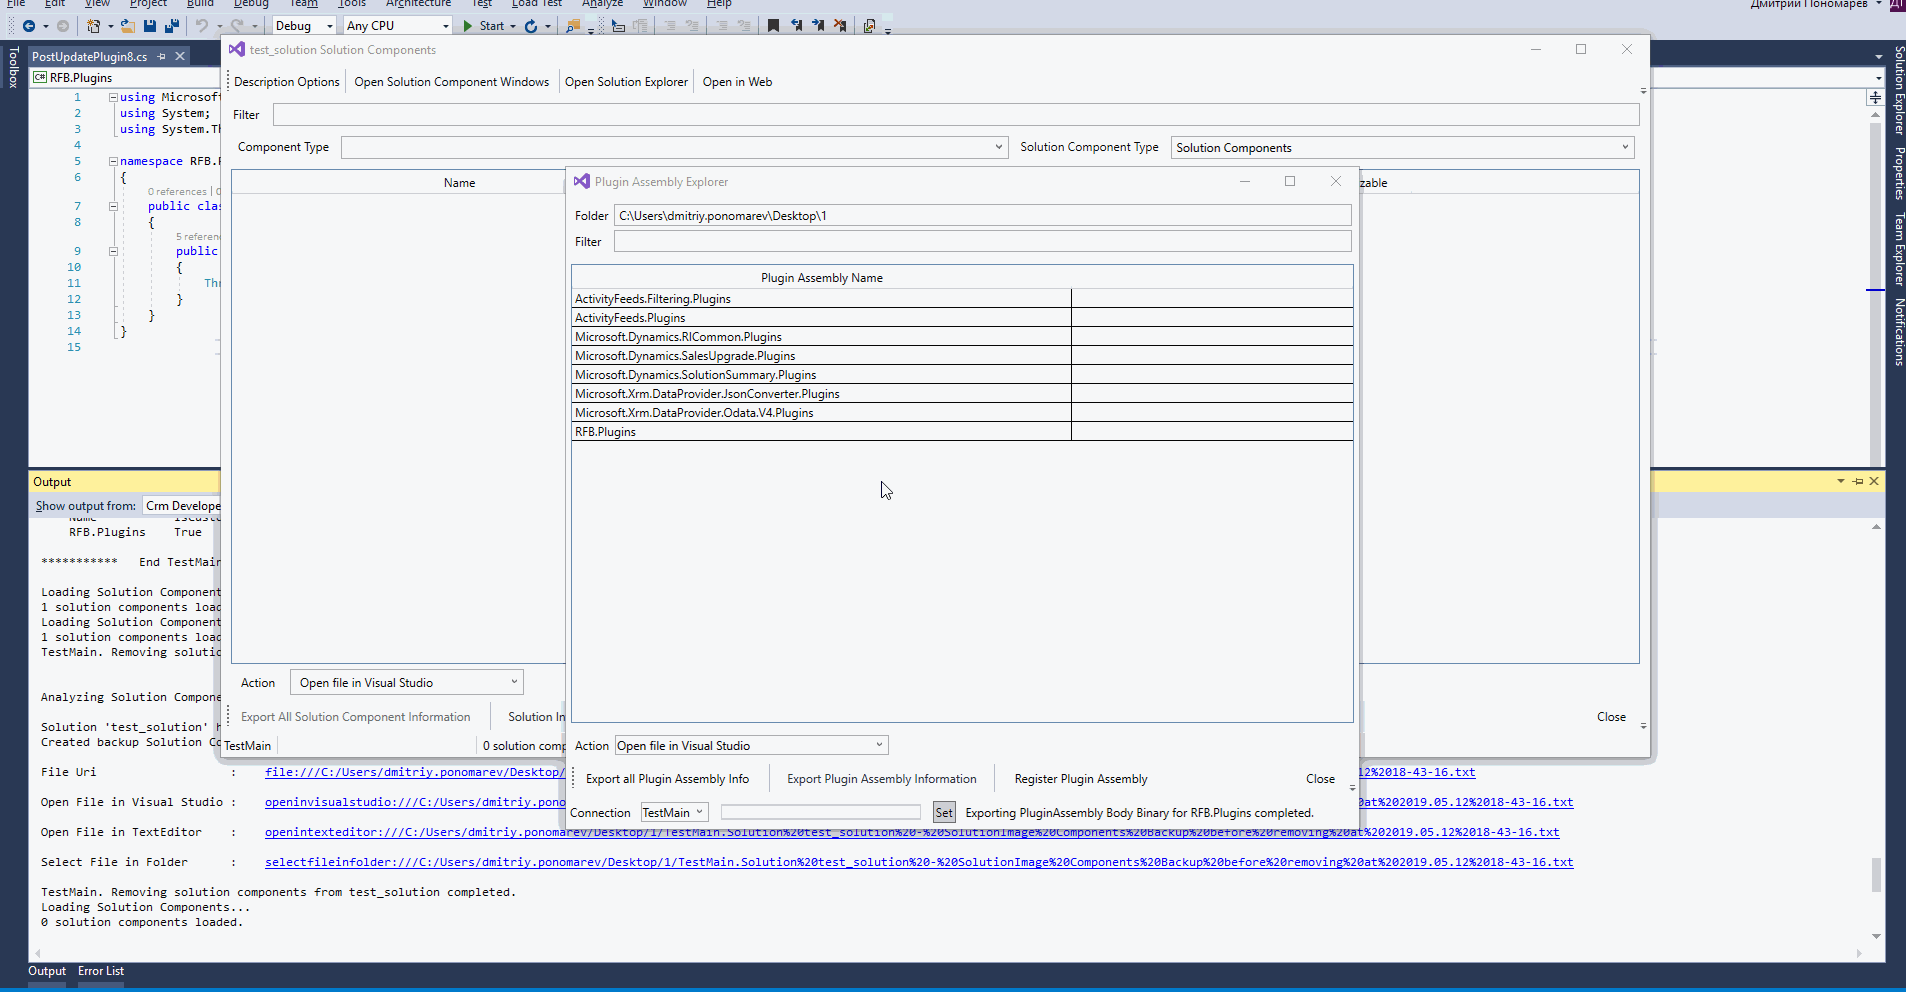 File Edit View Project Build Debug Team Tools Architecture Test Load Test Analyze Window Help
Дмитрий Пономарев
ДП
Debug Any CPU Start
Toolbox
PostUpdatePlugin8.cs
RFB.Plugins
1 using Microsoft
2 using System;
3 using System.Th
4
5 namespace RFB.P
6 {
0 references | 0
7 public clas
8 {
5 referenc
9 public
10 {
11 Thr
12 }
13 }
14 }
15
Solution Explorer
Properties
Team Explorer
Notifications
test_solution Solution Components
Description Options Open Solution Component Windows Open Solution Explorer Open in Web
Filter
Component Type Solution Component Type Solution Components
Name zable
Action Open file in Visual Studio
Export All Solution Component Information Solution In Close
TestMain 0 solution comp
Plugin Assembly Explorer
Folder C:\Users\dmitriy.ponomarev\Desktop\1
Filter
Plugin Assembly Name
ActivityFeeds.Filtering.Plugins
ActivityFeeds.Plugins
Microsoft.Dynamics.RICommon.Plugins
Microsoft.Dynamics.SalesUpgrade.Plugins
Microsoft.Dynamics.SolutionSummary.Plugins
Microsoft.Xrm.DataProvider.JsonConverter.Plugins
Microsoft.Xrm.DataProvider.Odata.V4.Plugins
RFB.Plugins
Action Open file in Visual Studio
Export all Plugin Assembly Info Export Plugin Assembly Information Register Plugin Assembly Close
Connection TestMain Set Exporting PluginAssembly Body Binary for RFB.Plugins completed.
Output
Show output from: Crm Develope
Name IsCusto
RFB.Plugins True
*********** End TestMain
Loading Solution Component
1 solution components load
Loading Solution Component
1 solution components load
TestMain. Removing solutio
Analyzing Solution Compone
Solution 'test_solution' h
Created backup Solution Co
File Uri : file:///C:/Users/dmitriy.ponomarev/Desktop/ 12%2018-43-16.txt
Open File in Visual Studio : openinvisualstudio:///C:/Users/dmitriy.pono at%202019.05.12%2018-43-16.txt
Open File in TextEditor : openintexteditor:///C:/Users/dmitriy.ponomarev/Desktop/1/TestMain.Solution%20test_solution%20-%20SolutionImage%20Components%20Backup%20before%20removing%20at%202019.05.12%2018-43-16.txt
Select File in Folder : selectfileinfolder:///C:/Users/dmitriy.ponomarev/Desktop/1/TestMain.Solution%20test_solution%20-%20SolutionImage%20Components%20Backup%20before%20removing%20at%202019.05.12%2018-43-16.txt
TestMain. Removing solution components from test_solution completed.
Loading Solution Components...
0 solution components loaded.
Output Error List